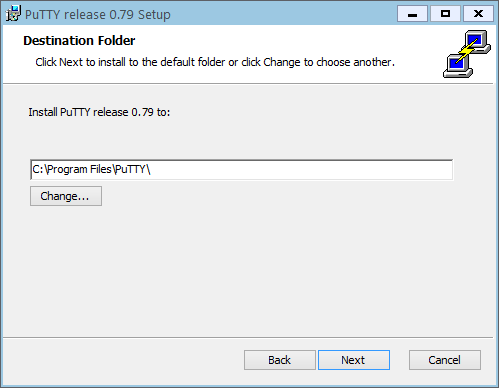 PuTTY release 0.79 Setup
Destination Folder
Click Next to install to the default folder or click Change to choose another.
Install PuTTY release 0.79 to:
C:\Program Files\PuTTY\
Change...
Back Next Cancel